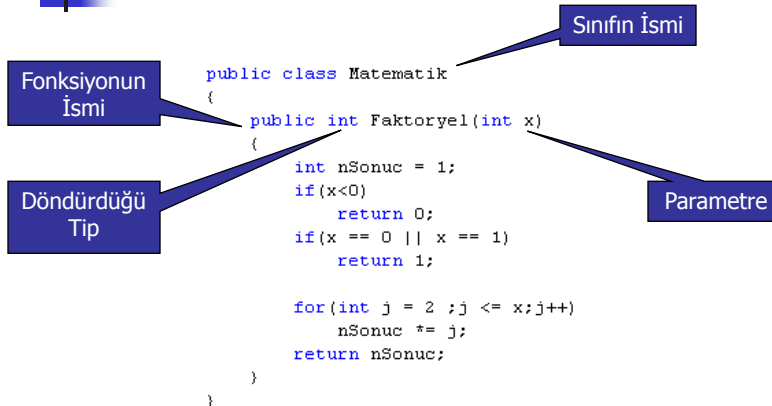 Sınıfın İsmi
public class Matematik
Fonksiyonun
İsmi
{
public int Faktoryel(int x)
{
int nSonuc = 1;
if(x<0)
Döndürdüğü
Tip
Parametre
return 0;
if(x == 0 || x == 1)
return 1;
for(int j = 2 ;j <= x;j++)
nSonuc *= j;
return nSonuc;
}
}